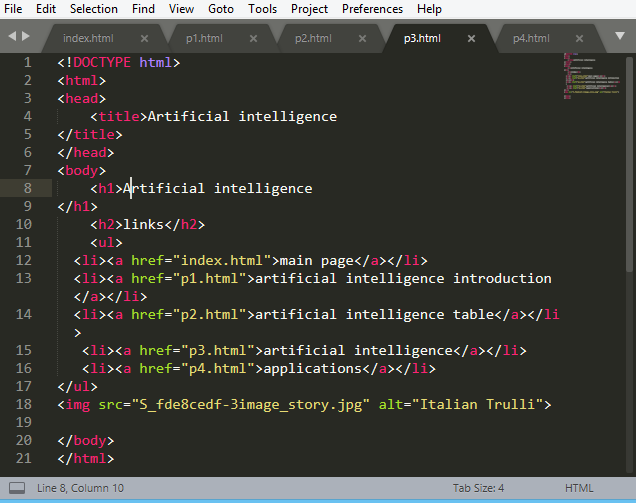 File Edit Selection Find View Goto Tools Project Preferences Help
index.html × p1.html × p2.html × p3.html × p4.html ×
1 <!DOCTYPE html>
2 <html>
3 <head>
4 <title>Artificial intelligence
5 </title>
6 </head>
7 <body>
8 <h1>Artificial intelligence
9 </h1>
10 <h2>links</h2>
11 <ul>
12 <li><a href="index.html">main page</a></li>
13 <li><a href="p1.html">artificial intelligence introduction
</a></li>
14 <li><a href="p2.html">artificial intelligence table</a></li
>
15 <li><a href="p3.html">artificial intelligence</a></li>
16 <li><a href="p4.html">applications</a></li>
17 </ul>
18 <img src="S_fde8cedf-3image_story.jpg" alt="Italian Trulli">
19
20 </body>
21 </html>
Line 8, Column 10 Tab Size: 4 HTML